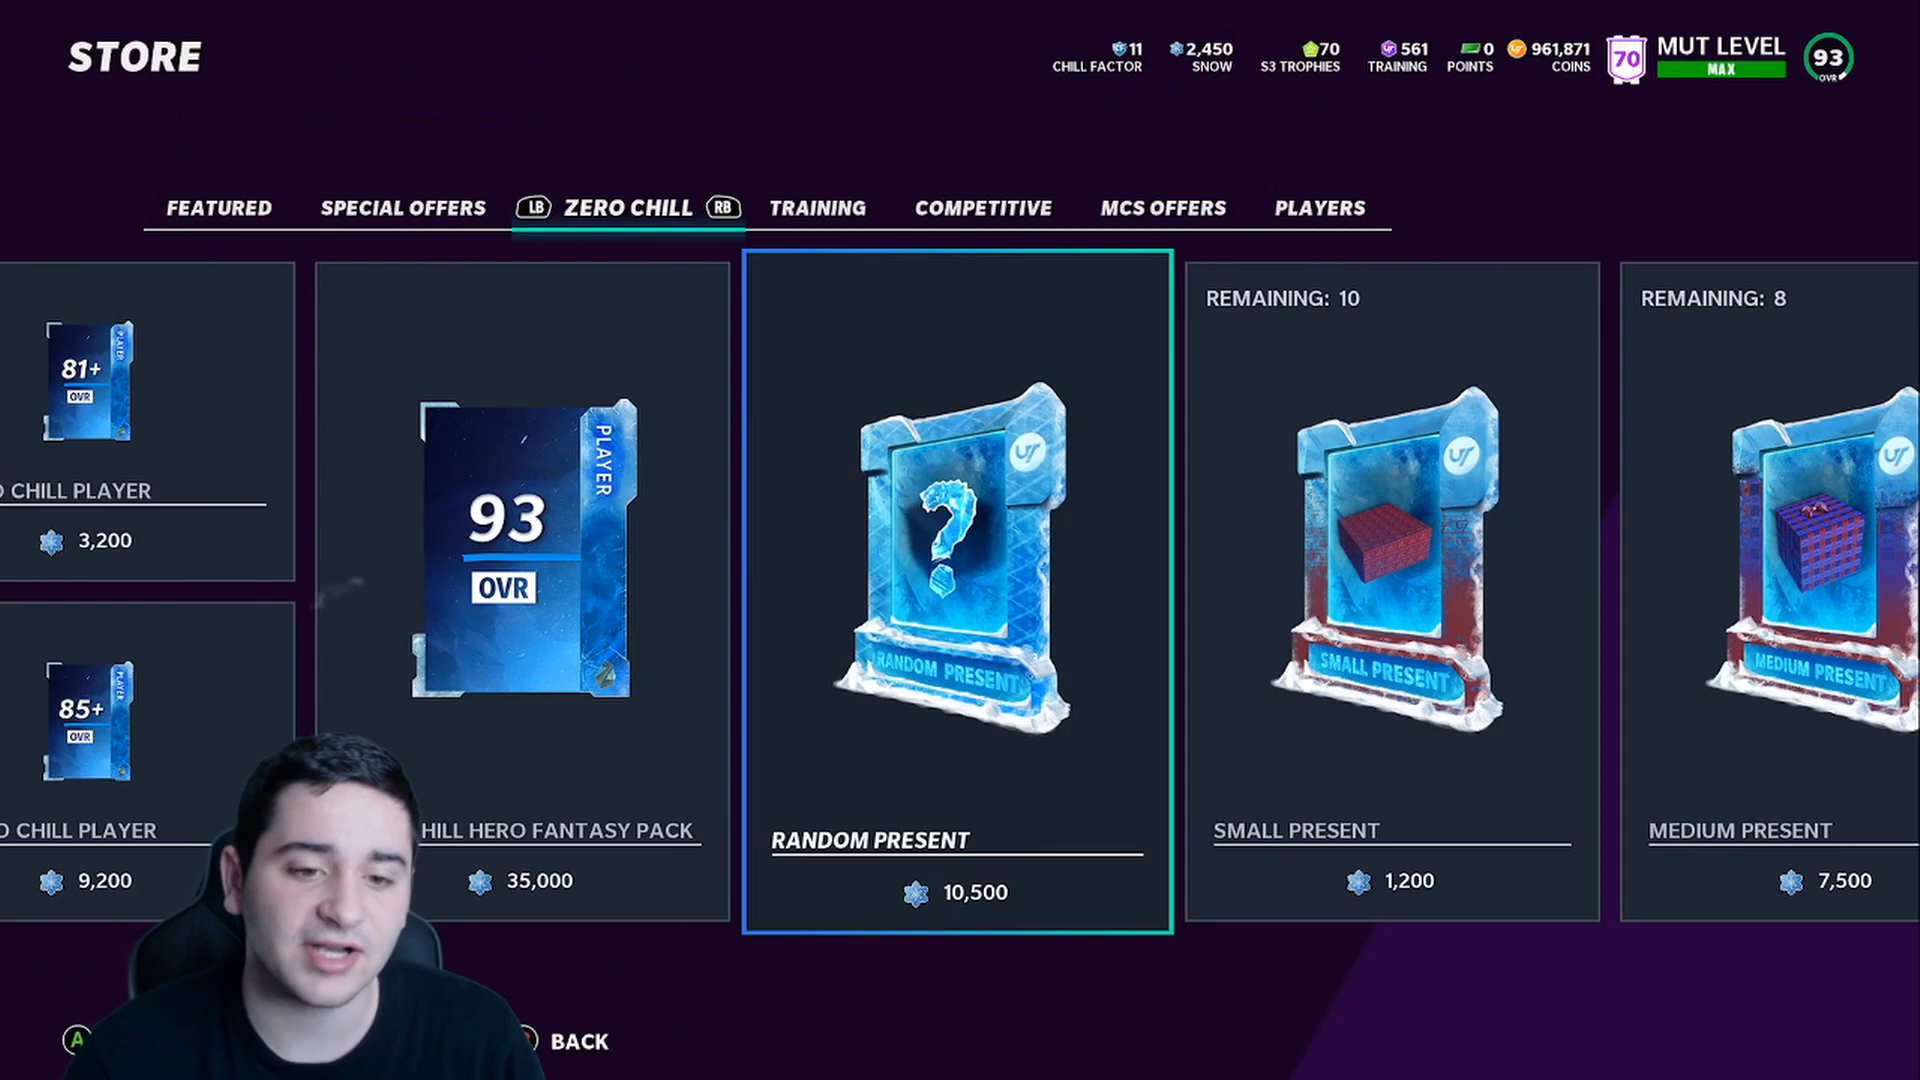 STORE
11
CHILL FACTOR
2,450
SNOW
70
S3 TROPHIES
561
TRAINING
0
POINTS
961,871
COINS
70
MUT LEVEL
MAX
93
OVR
FEATURED
SPECIAL OFFERS
LB
ZERO CHILL
RB
TRAINING
COMPETITIVE
MCS OFFERS
PLAYERS
81+
OVR
PLAYER
O CHILL PLAYER
3,200
85+
OVR
PLAYER
O CHILL PLAYER
9,200
93
OVR
PLAYER
HILL HERO FANTASY PACK
35,000
UT
RANDOM PRESENT
RANDOM PRESENT
10,500
REMAINING: 10
UT
SMALL PRESENT
SMALL PRESENT
1,200
REMAINING: 8
UT
MEDIUM PRESENT
MEDIUM PRESENT
7,500
A
BACK